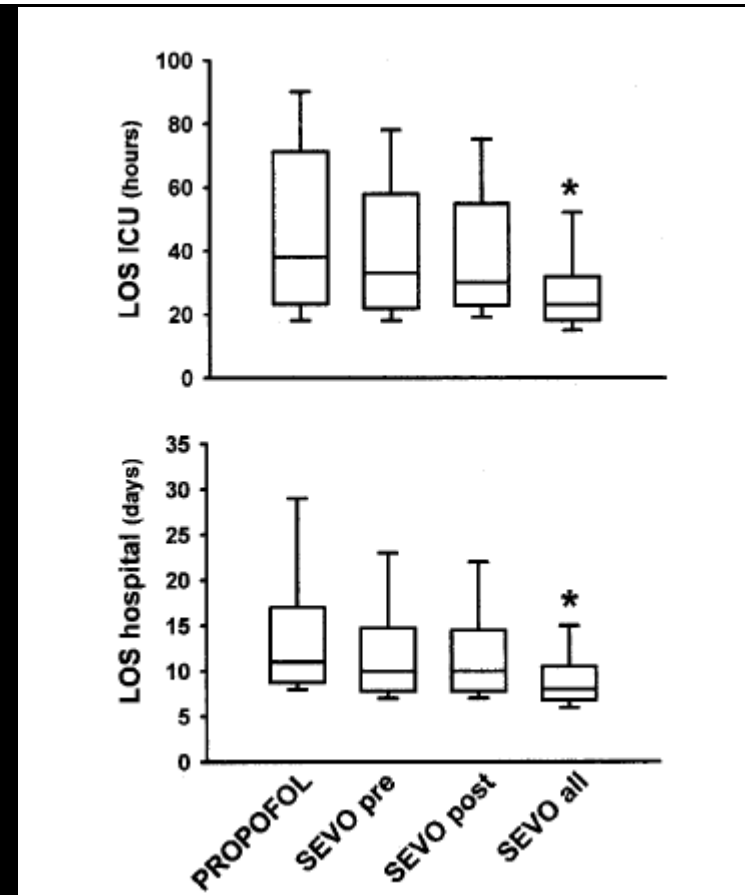 100
80
60
40
20
0
LOS ICU (hours)
*
35
30
25
20
15
10
5
0
LOS hospital (days)
*
PROPOFOL
SEVO pre
SEVO post
SEVO all